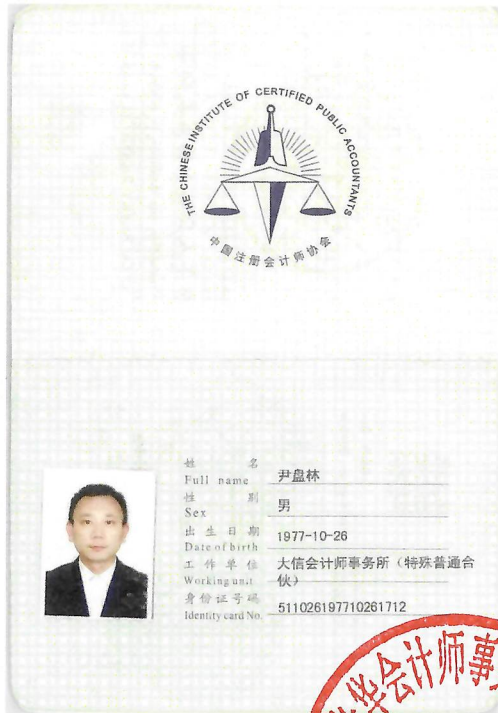 THE CHINESE INSTITUTE OF CERTIFIED PUBLIC ACCOUNTANTS
中国注册会计师协会
姓 名
Full name
尹盘林
性 别
Sex
男
出 生 日 期
Date of birth
1977-10-26
工 作 单 位
Working unit
大信会计师事务所（特殊普通合
伙）
身份证号码
Identity card No.
511026197710261712
华会计师事